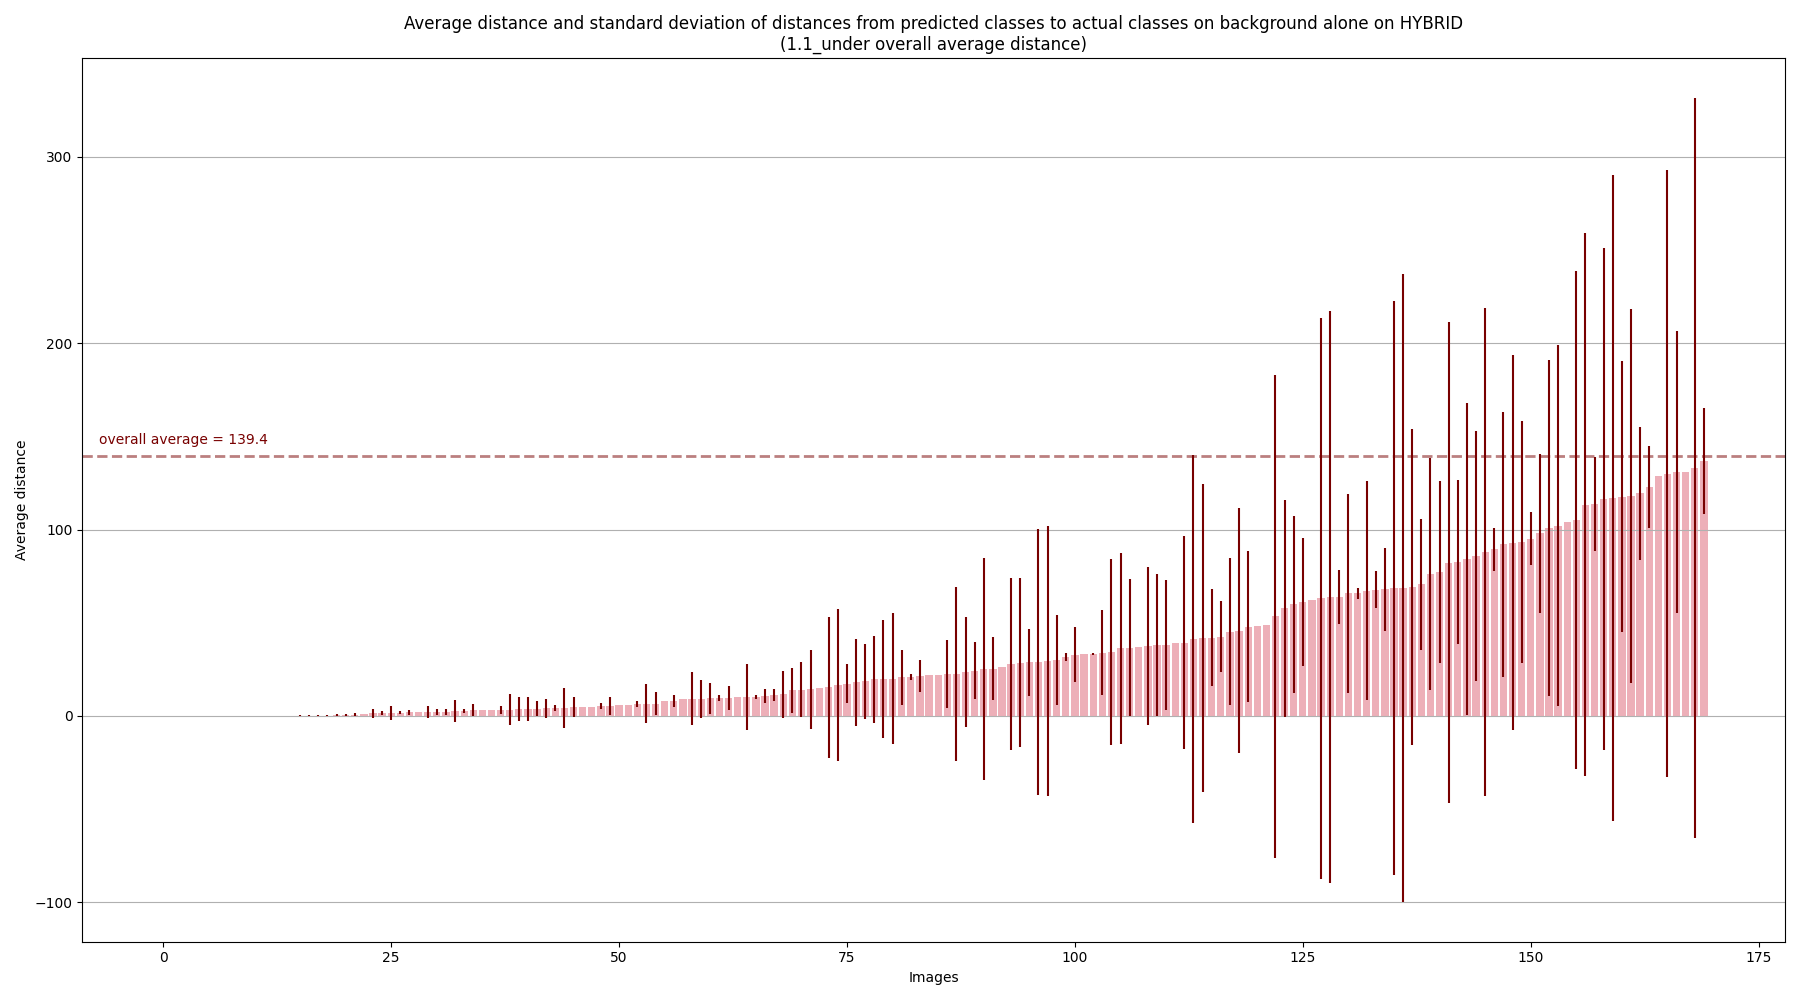 Average distance and standard deviation of distances from predicted classes to actual classes on background alone on HYBRID
(1.1_under overall average distance)
300
200
overall average = 139.4
100
0
−100
Average distance
0 25 50 75 100 125 150 175
Images